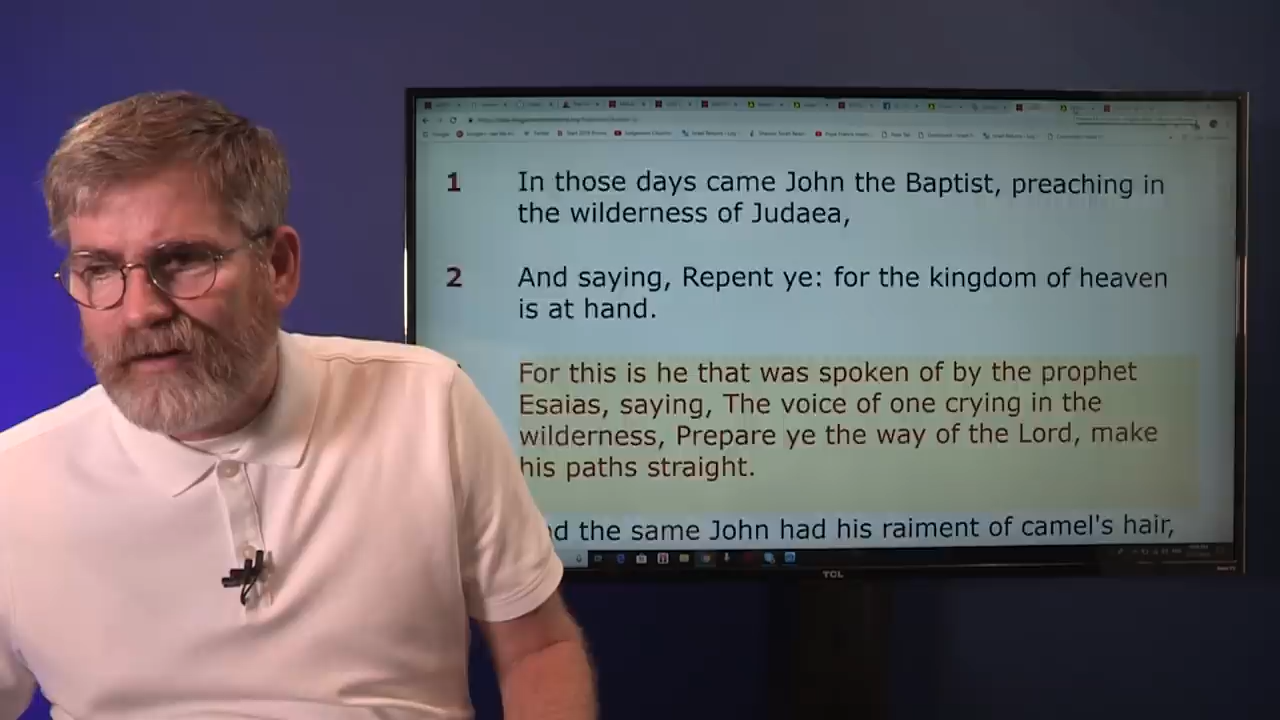 1 In those days came John the Baptist, preaching in
the wilderness of Judaea,
2 And saying, Repent ye: for the kingdom of heaven
is at hand.
For this is he that was spoken of by the prophet
Esaias, saying, The voice of one crying in the
wilderness, Prepare ye the way of the Lord, make
his paths straight.
the same John had his raiment of camel's hair,
TCL